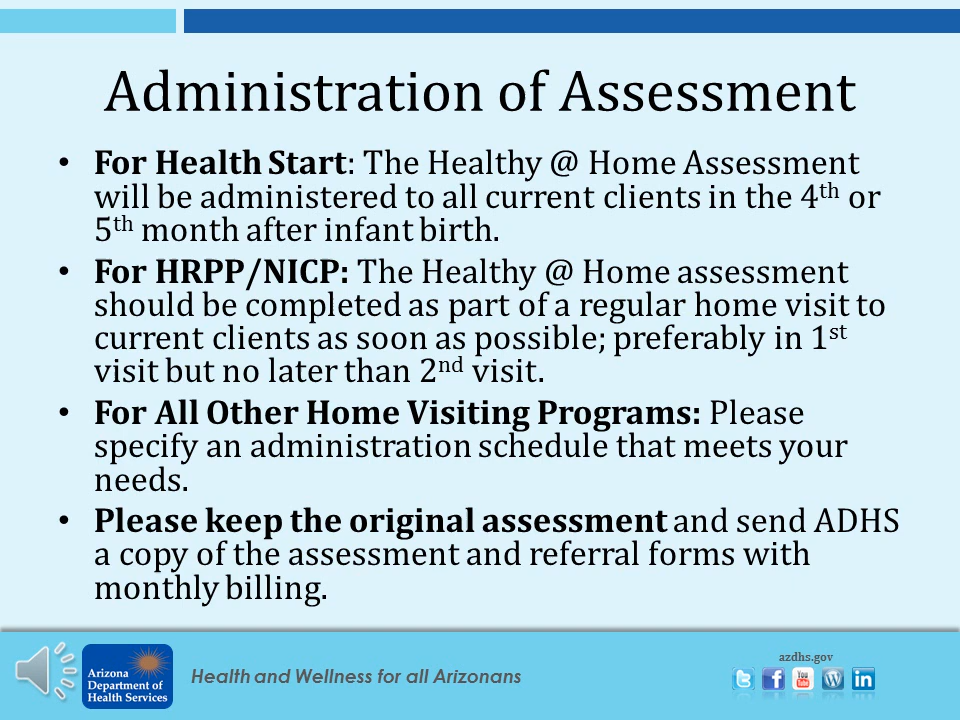 Administration of Assessment
• For Health Start: The Healthy @ Home Assessment
will be administered to all current clients in the 4th or
5th month after infant birth.
• For HRPP/NICP: The Healthy @ Home assessment
should be completed as part of a regular home visit to
current clients as soon as possible; preferably in 1st
visit but no later than 2nd visit.
• For All Other Home Visiting Programs: Please
specify an administration schedule that meets your
needs.
• Please keep the original assessment and send ADHS
a copy of the assessment and referral forms with
monthly billing.
Arizona
Department of
Health Services
Health and Wellness for all Arizonans
azdhs.gov
f You Tube W in